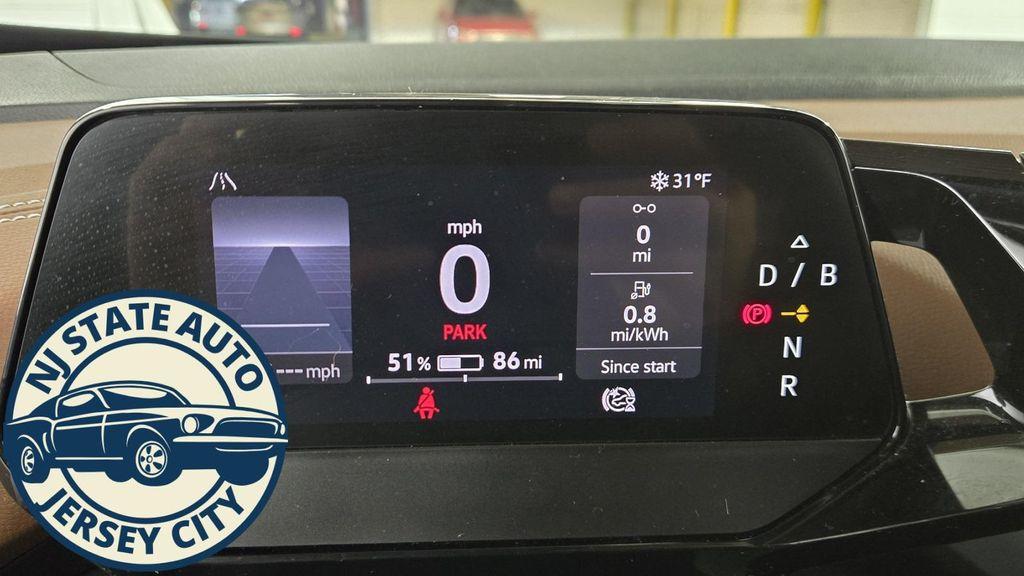 31°F
mph
0
PARK
51% 86 mi
--- mph
0
mi
0.8
mi/kWh
Since start
D / B
P
N
R
NJ STATE AUTO
JERSEY CITY